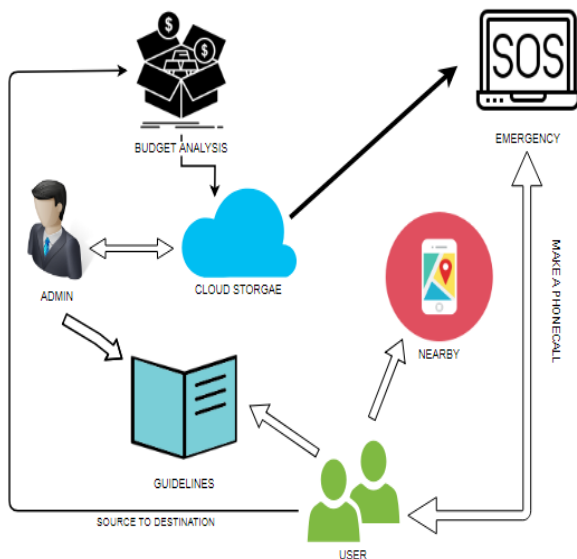 $
$
SOS
EMERGENCY
BUDGET ANALYSIS
CLOUD STORGAE
ADMIN
MAKE A PHONECALL
NEARBY
GUIDELINES
SOURCE TO DESTINATION
USER